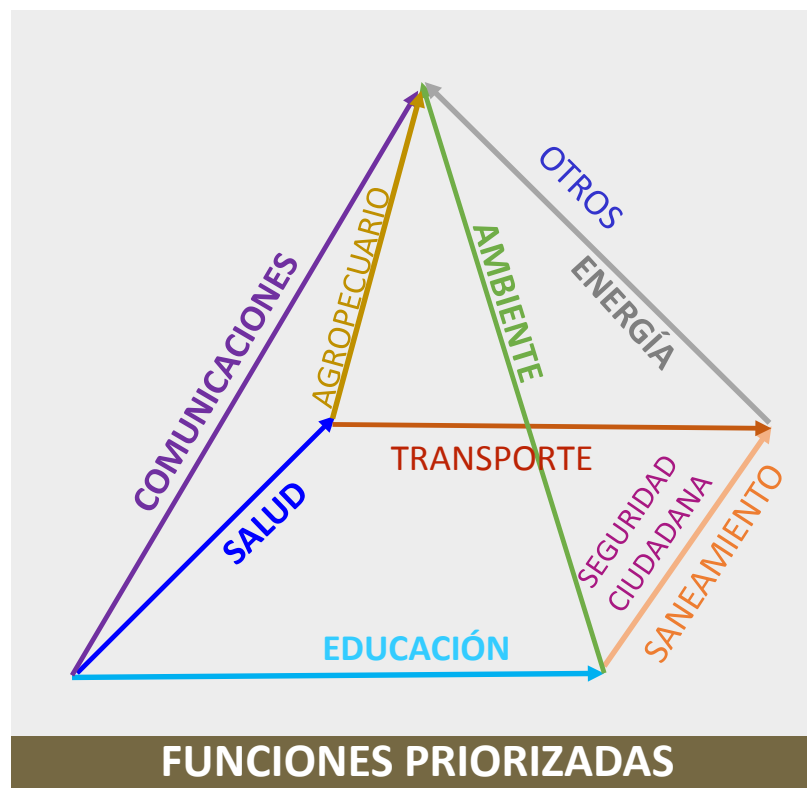 OTROS
AGROPECUARIO
AMBIENTE
COMUNICACIONES
ENERGÍA
TRANSPORTE
SALUD
SEGURIDAD
CIUDADANA
SANEAMIENTO
EDUCACIÓN
FUNCIONES PRIORIZADAS